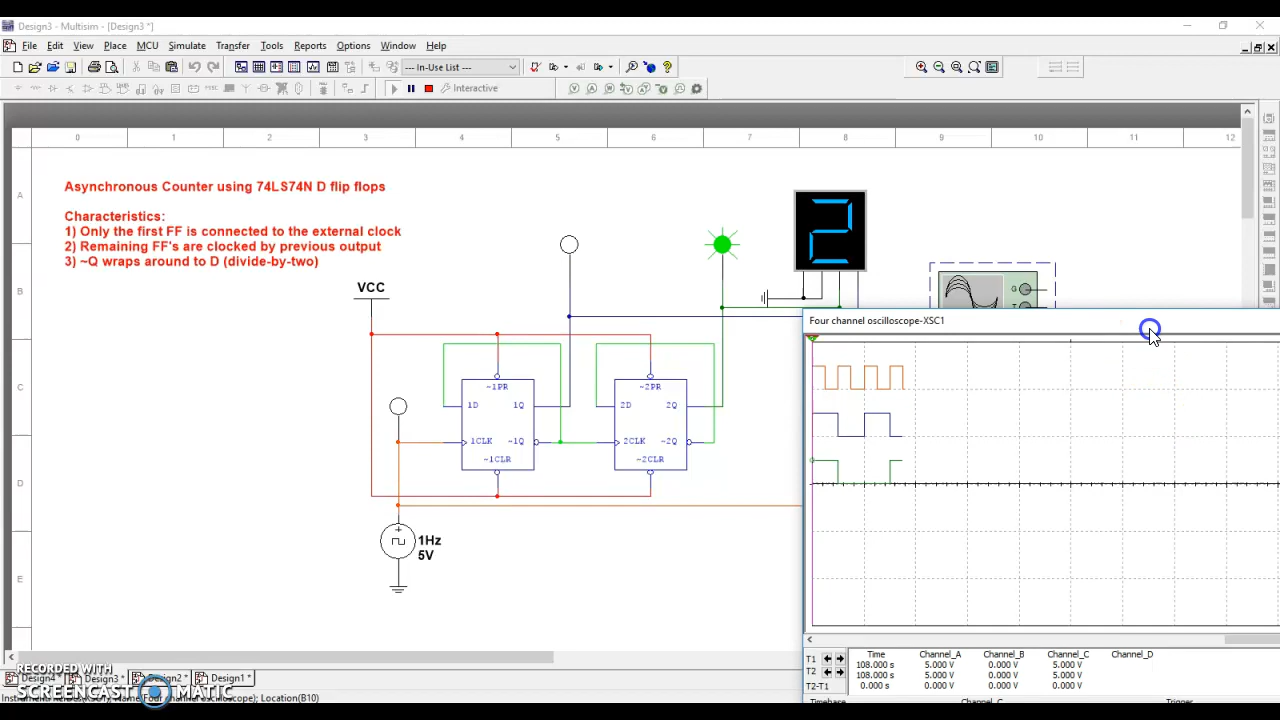 Design3 - Multisim - [Design3 *]
File Edit View Place MCU Simulate Transfer Tools Reports Options Window Help
--- In-Use List ---
Interactive
0 1 2 3 4 5 6 7 8 9 10 11 12
A
B
C
D
E
Asynchronous Counter using 74LS74N D flip flops
Characteristics:
1) Only the first FF is connected to the external clock
2) Remaining FF's are clocked by previous output
3) ~Q wraps around to D (divide-by-two)
VCC
2
G
T
Four channel oscilloscope-XSC1
~1PR
1D 1Q
1CLK ~1Q
~1CLR
~2PR
2D 2Q
2CLK ~2Q
~2CLR
1Hz
5V
Time Channel_A Channel_B Channel_C Channel_D
T1 108.000 s 5.000 V 0.000 V 5.000 V
T2 108.000 s 5.000 V 0.000 V 5.000 V
T2-T1 0.000 s 0.000 V 0.000 V 0.000 V
Timebase Channel_C Trigger
RECORDED WITH
SCREENCAST MATIC
Design4 * Design3 * Design2 * Design1 *